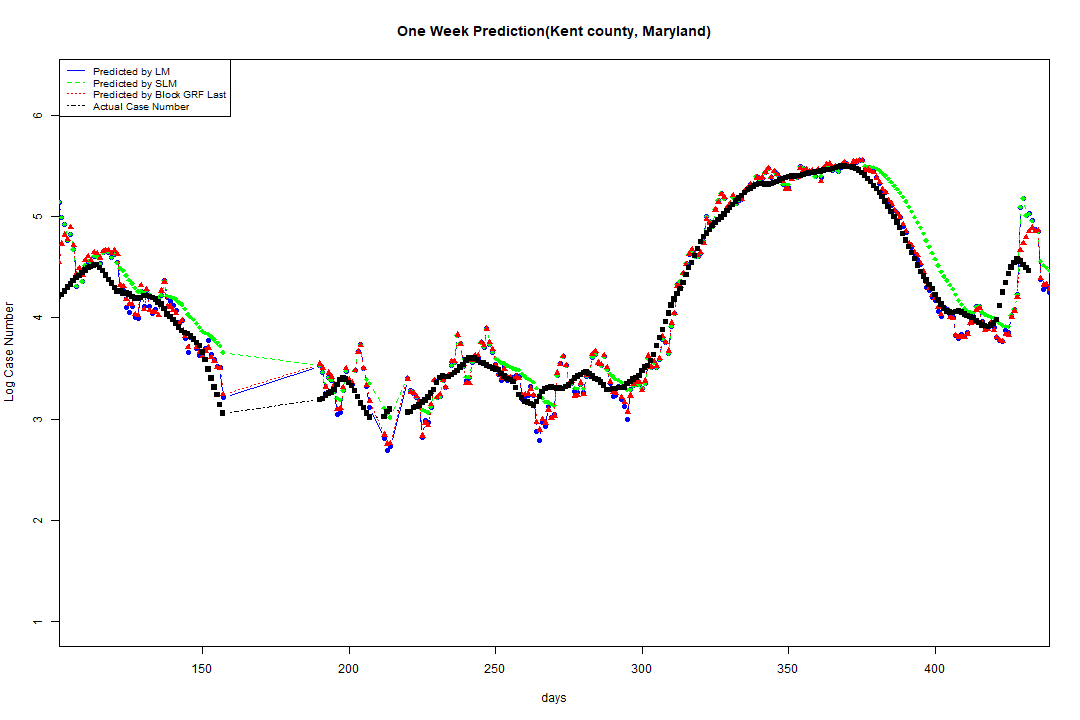 One Week Prediction(Kent county, Maryland)
Predicted by LM
Predicted by SLM
Predicted by Block GRF Last
Actual Case Number
Log Case Number
6
5
4
3
2
1
150 200 250 300 350 400
days